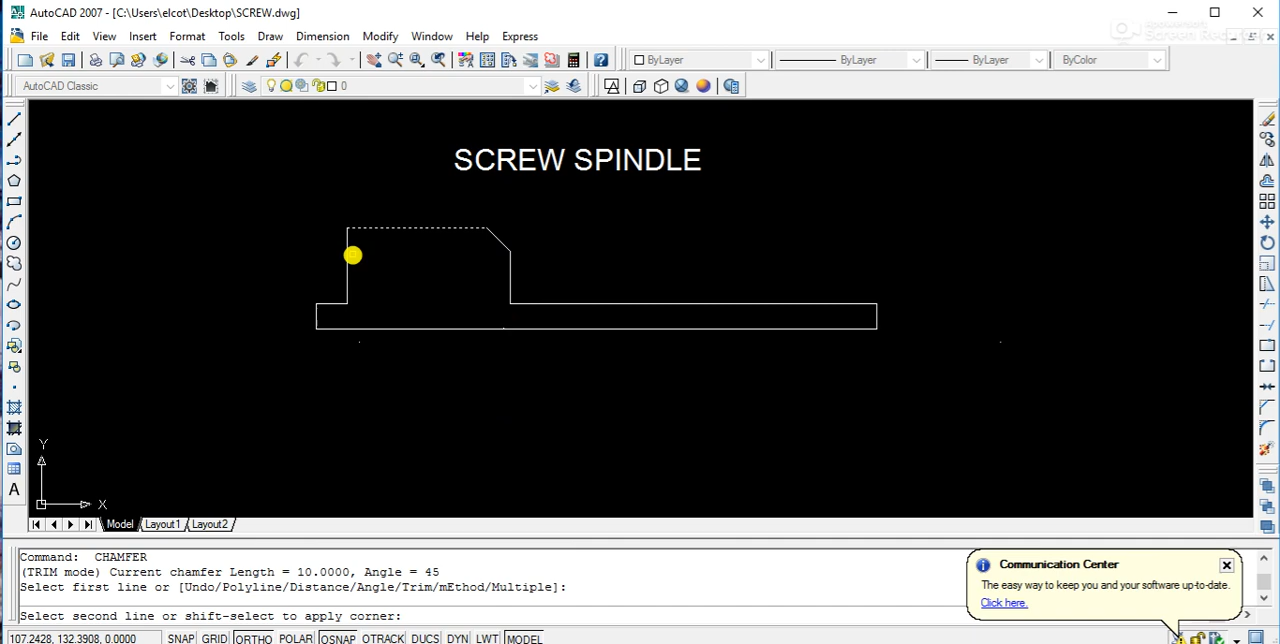 AutoCAD 2007 - [C:\Users\elcot\Desktop\SCREW.dwg]
File Edit View Insert Format Tools Draw Dimension Modify Window Help Express
ByLayer ByLayer ByLayer ByColor
AutoCAD Classic 0
SCREW SPINDLE
Y
X
A
Model Layout1 Layout2
Command: CHAMFER
(TRIM mode) Current chamfer Length = 10.0000, Angle = 45
Select first line or [Undo/Polyline/Distance/Angle/Trim/mEthod/Multiple]:
Select second line or shift-select to apply corner:
Communication Center
The easy way to keep you and your software up-to-date.
Click here.
107.2428, 132.3908, 0.0000 SNAP GRID ORTHO POLAR OSNAP OTRACK DUCS DYN LWT MODEL